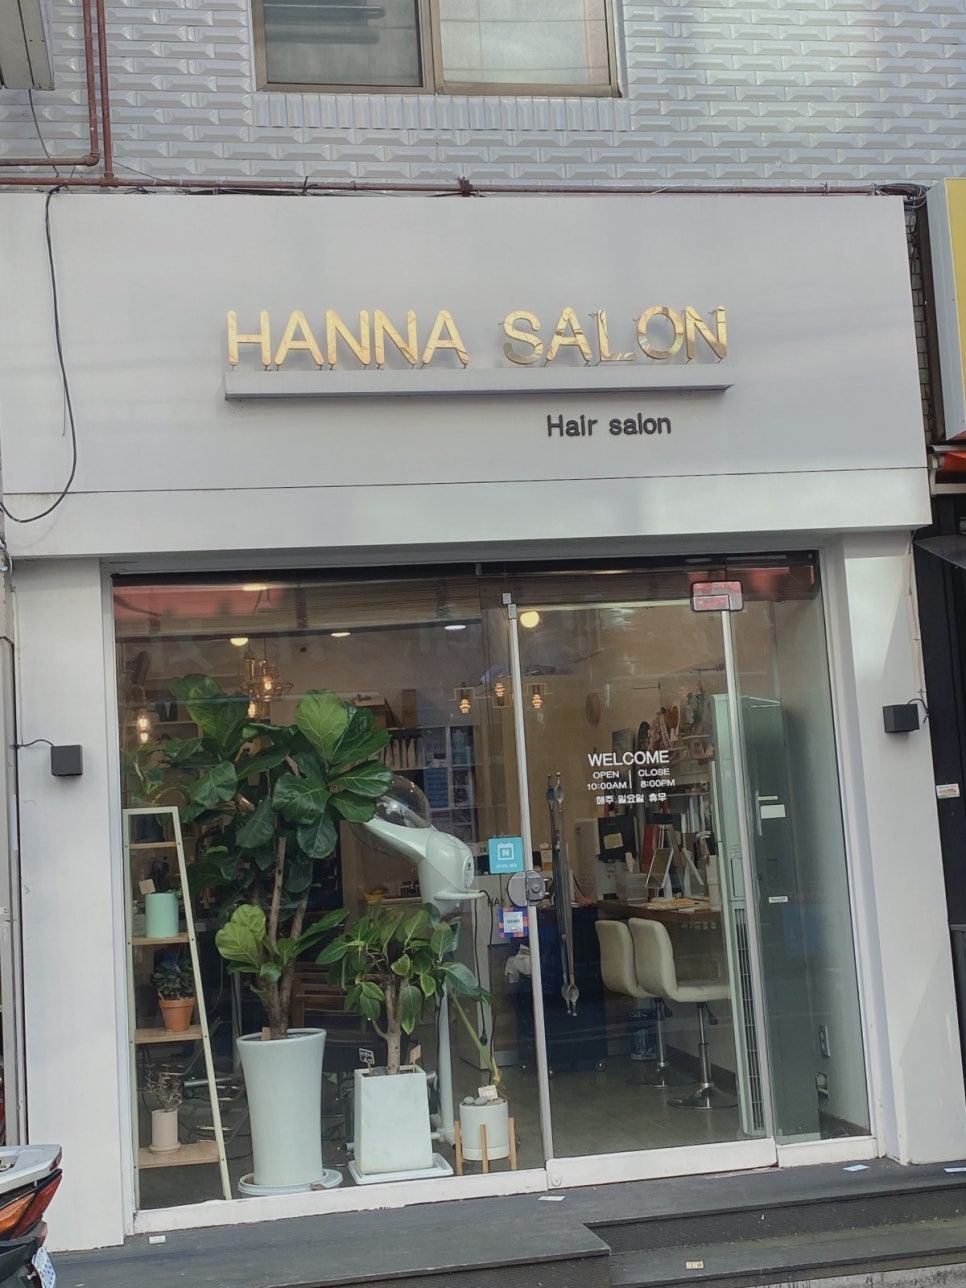 HANNA SALON
Hair salon
WELCOME
OPEN | CLOSE
10:00AM | 8:00PM
매주 일요일 휴무
N